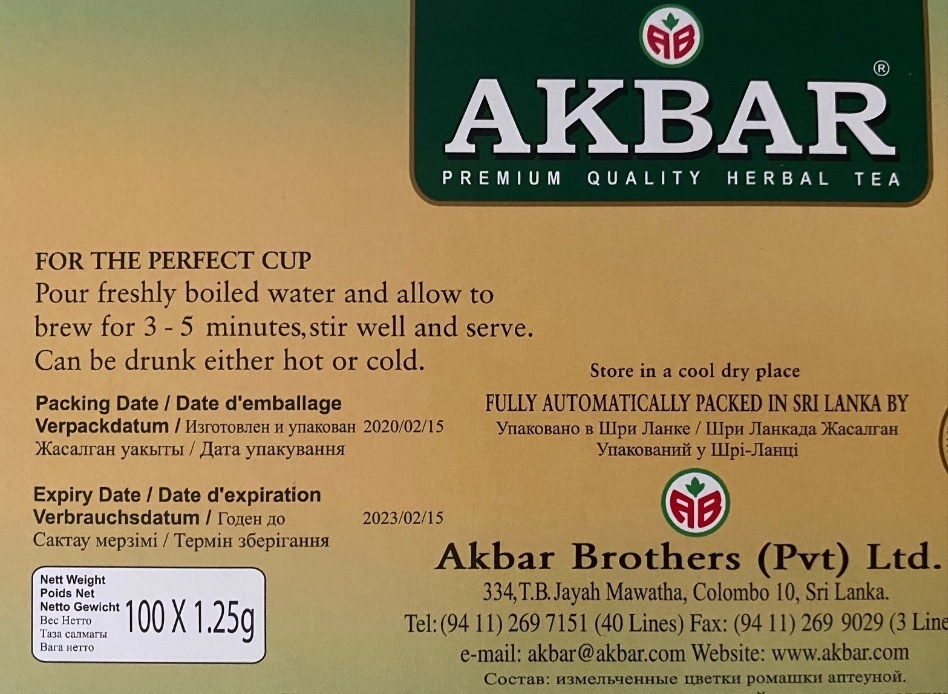 AB
AKBAR®
PREMIUM QUALITY HERBAL TEA
FOR THE PERFECT CUP
Pour freshly boiled water and allow to
brew for 3 - 5 minutes, stir well and serve.
Can be drunk either hot or cold.
Packing Date / Date d'emballage
Verpackdatum / Изготовлен и упакован 2020/02/15
Жасалган уакыты / Дата упакування
Expiry Date / Date d'expiration
Verbrauchsdatum / Годен до 2023/02/15
Сактау мерзімі / Термін зберігання
Nett Weight
Poids Net
Netto Gewicht
Вес Нетто
Таза салмагы
Вага нетто
100 X 1.25g
Store in a cool dry place
FULLY AUTOMATICALLY PACKED IN SRI LANKA BY
Упаковано в Шри Ланке / Шри Ланкада Жасалган
Упакований у Шрі-Ланці
AB
Akbar Brothers (Pvt) Ltd.
334, T.B. Jayah Mawatha, Colombo 10, Sri Lanka.
Tel: (94 11) 269 7151 (40 Lines) Fax: (94 11) 269 9029 (3 Line
e-mail: akbar@akbar.com Website: www.akbar.com
Состав: измельченные цветки ромашки аптеуной.